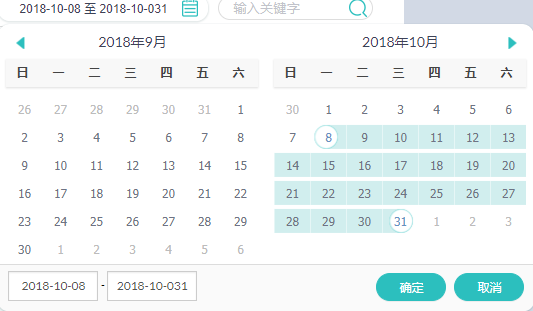 2018-10-08 至 2018-10-031 输入关键字
2018年9月 2018年10月
日 一 二 三 四 五 六 日 一 二 三 四 五 六
26 27 28 29 30 31 1 30 1 2 3 4 5 6
2 3 4 5 6 7 8 7 8 9 10 11 12 13
9 10 11 12 13 14 15 14 15 16 17 18 19 20
16 17 18 19 20 21 22 21 22 23 24 25 26 27
23 24 25 26 27 28 29 28 29 30 31 1 2 3
30 1 2 3 4 5 6
2018-10-08 - 2018-10-031 确定 取消